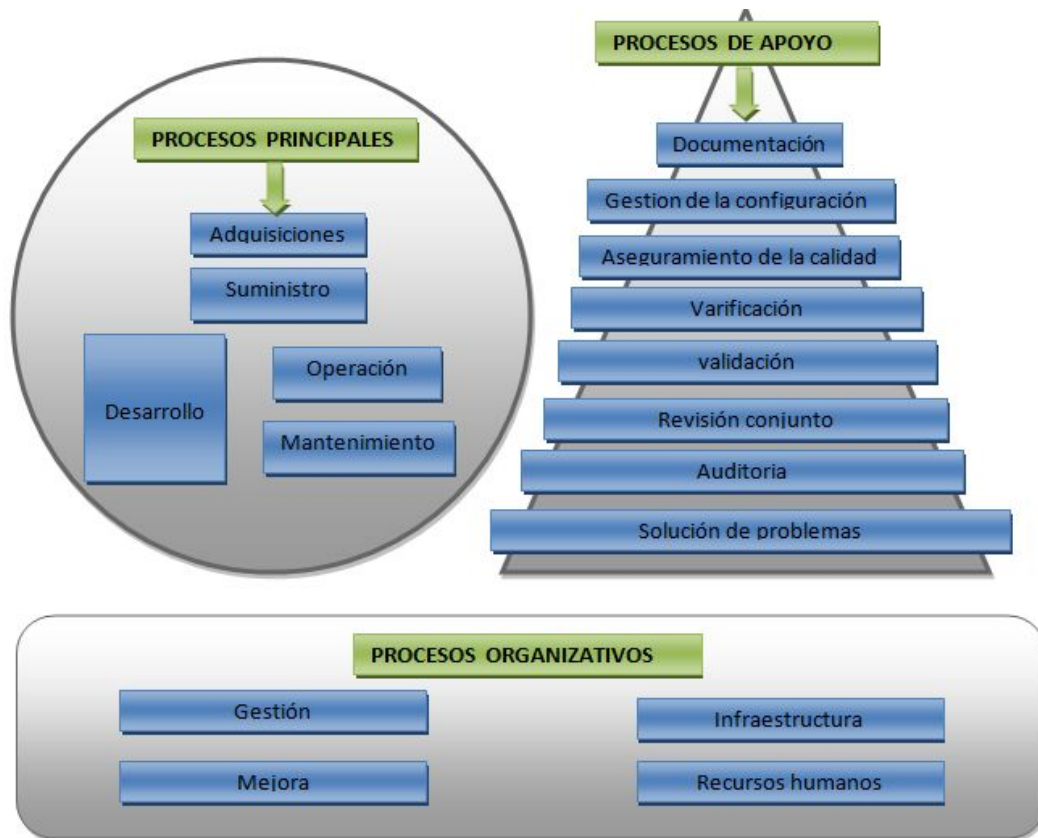 PROCESOS PRINCIPALES
Adquisiciones
Suministro
Desarrollo
Operación
Mantenimiento
PROCESOS DE APOYO
Documentación
Gestion de la configuración
Aseguramiento de la calidad
Varificación
validación
Revisión conjunto
Auditoria
Solución de problemas
PROCESOS ORGANIZATIVOS
Gestión
Infraestructura
Mejora
Recursos humanos